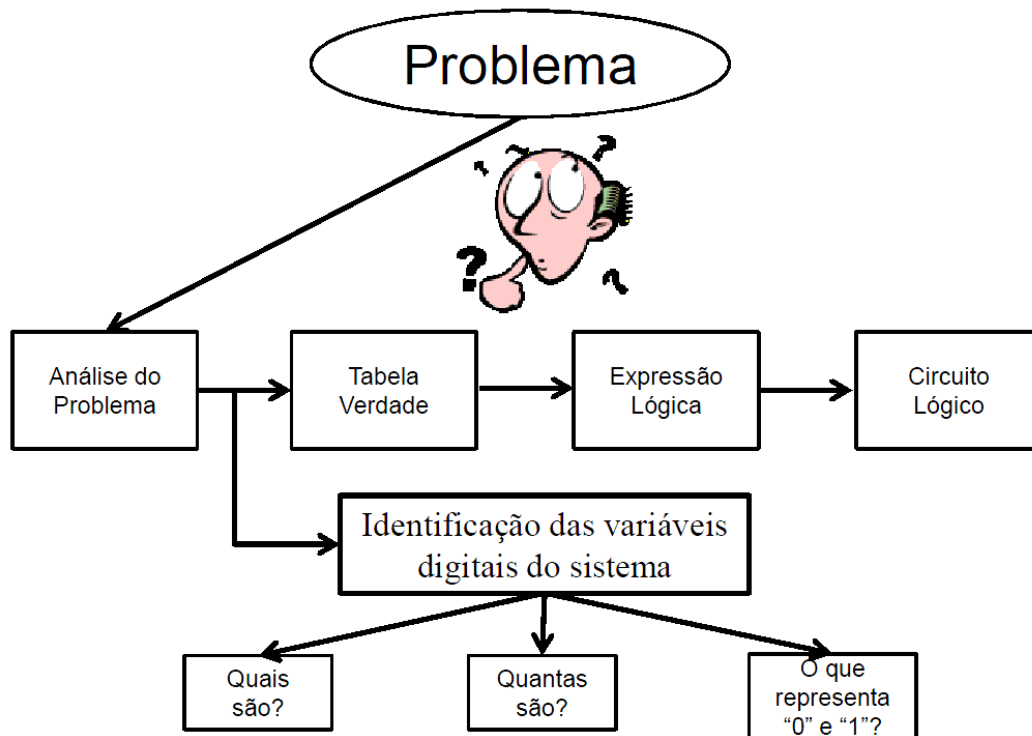 Problema
?
?
?
?
?
Análise do
Problema
Tabela
Verdade
Expressão
Lógica
Circuito
Lógico
Identificação das variáveis
digitais do sistema
Quais
são?
Quantas
são?
O que
representa
“0” e “1”?